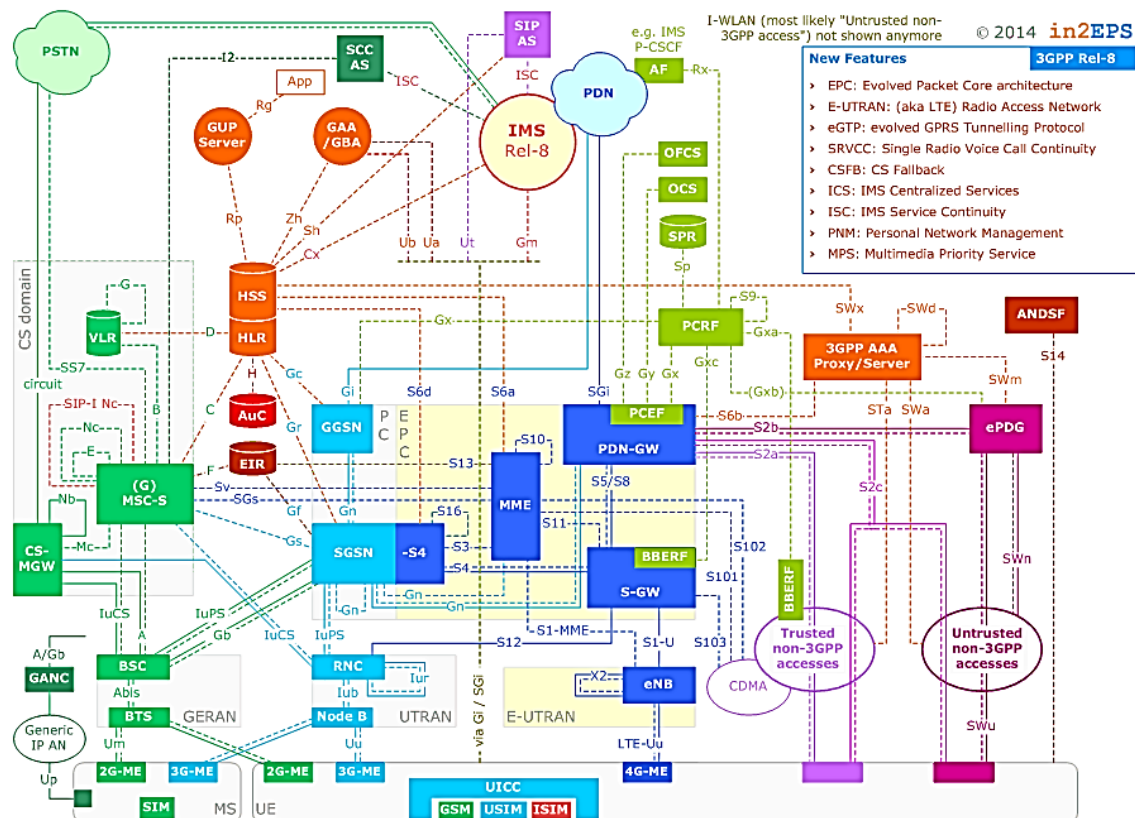 I-WLAN (most likely "Untrusted non-
3GPP access") not shown anymore
© 2014 in2EPS
New Features
3GPP Rel-8
› EPC: Evolved Packet Core architecture
› E-UTRAN: (aka LTE) Radio Access Network
› eGTP: evolved GPRS Tunnelling Protocol
› SRVCC: Single Radio Voice Call Continuity
› CSFB: CS Fallback
› ICS: IMS Centralized Services
› ISC: IMS Service Continuity
› PNM: Personal Network Management
› MPS: Multimedia Priority Service
PSTN
I2
SCC
AS
ISC
SIP
AS
ISC
e.g. IMS
P-CSCF
AF
Rx
PDN
App
Rg
GUP
Server
GAA
/GBA
IMS
Rel-8
OFCS
OCS
SPR
Sp
Rp
Zh
Sh
Cx
Ub
Ua
Ut
Gm
CS domain
G
VLR
D
HSS
HLR
Gx
S9
PCRF
Gxa
Gxc
SWx
SWd
3GPP AAA
Proxy/Server
ANDSF
S14
SS7
circuit
SIP-I Nc
Nc
E
B
C
H
AuC
Gc
Gr
Gi
S6d
S6a
SGi
Gz
Gy
Gx
(Gxb)
SWm
STa
SWa
S6b
PCEF
PDN-GW
S2b
S2a
ePDG
GGSN
PC
EPC
EIR
F
(G)
MSC-S
Sv
SGs
S13
S10
MME
S5/S8
S2c
Nb
Mc
CS-
MGW
Gs
Gf
Gn
SGSN
-S4
S16
S3
S4
S11
BBERF
S-GW
S102
S101
S103
BBERF
SWn
IuCS
A
IuPS
Gb
IuCS
IuPS
Gn
Gn
Gn
S12
S1-MME
S1-U
Trusted
non-3GPP
accesses
Untrusted
non-3GPP
accesses
A/Gb
GANC
BSC
Abis
BTS
GERAN
RNC
Iur
Iub
Node B
UTRAN
via Gi / SGi
X2
eNB
E-UTRAN
CDMA
Generic
IP AN
Up
Um
Uu
LTE-Uu
SWu
2G-ME
3G-ME
2G-ME
3G-ME
4G-ME
SIM
MS
UE
UICC
GSM
USIM
ISIM